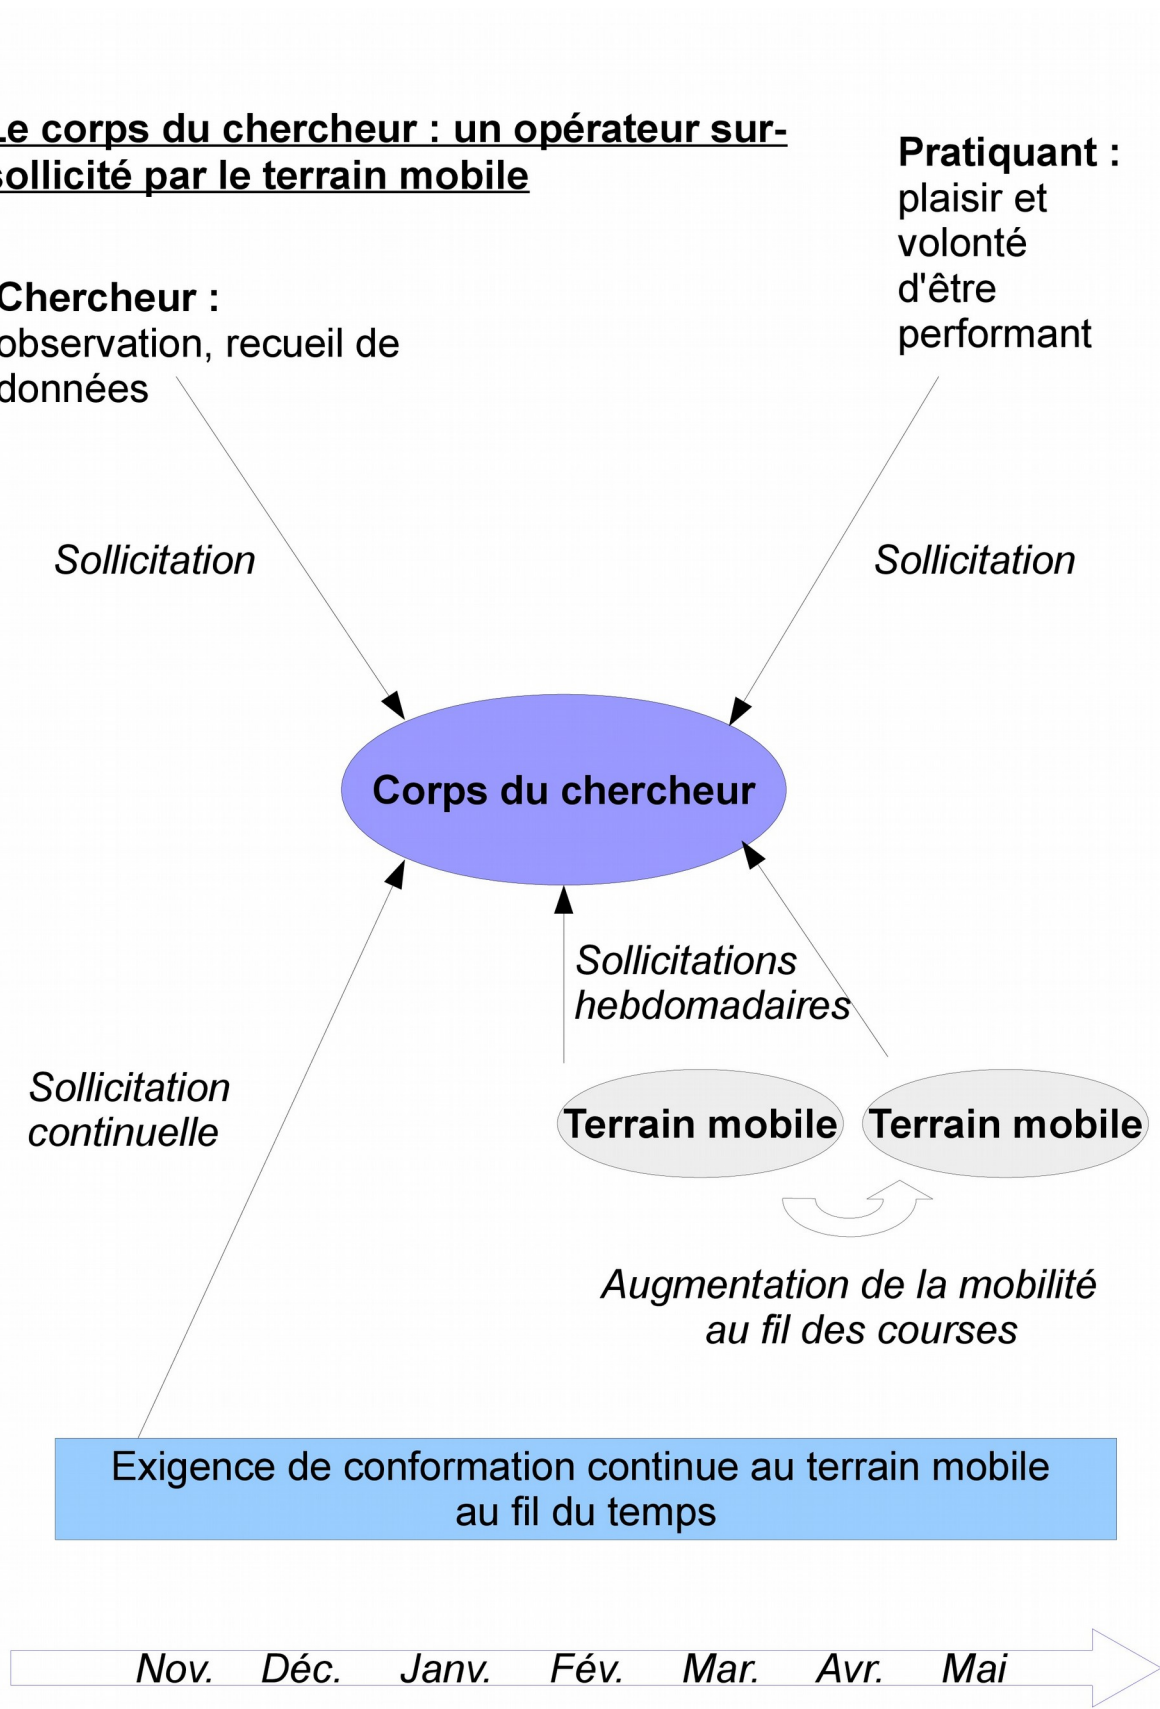 Le corps du chercheur : un opérateur sur-
sollicité par le terrain mobile
Pratiquant :
plaisir et
volonté
d'être
performant
Chercheur :
observation, recueil de
données
Sollicitation
Sollicitation
Corps du chercheur
Sollicitations
hebdomadaires
Sollicitation
continuelle
Terrain mobile
Terrain mobile
Augmentation de la mobilité
au fil des courses
Exigence de conformation continue au terrain mobile
au fil du temps
Nov. Déc. Janv. Fév. Mar. Avr. Mai